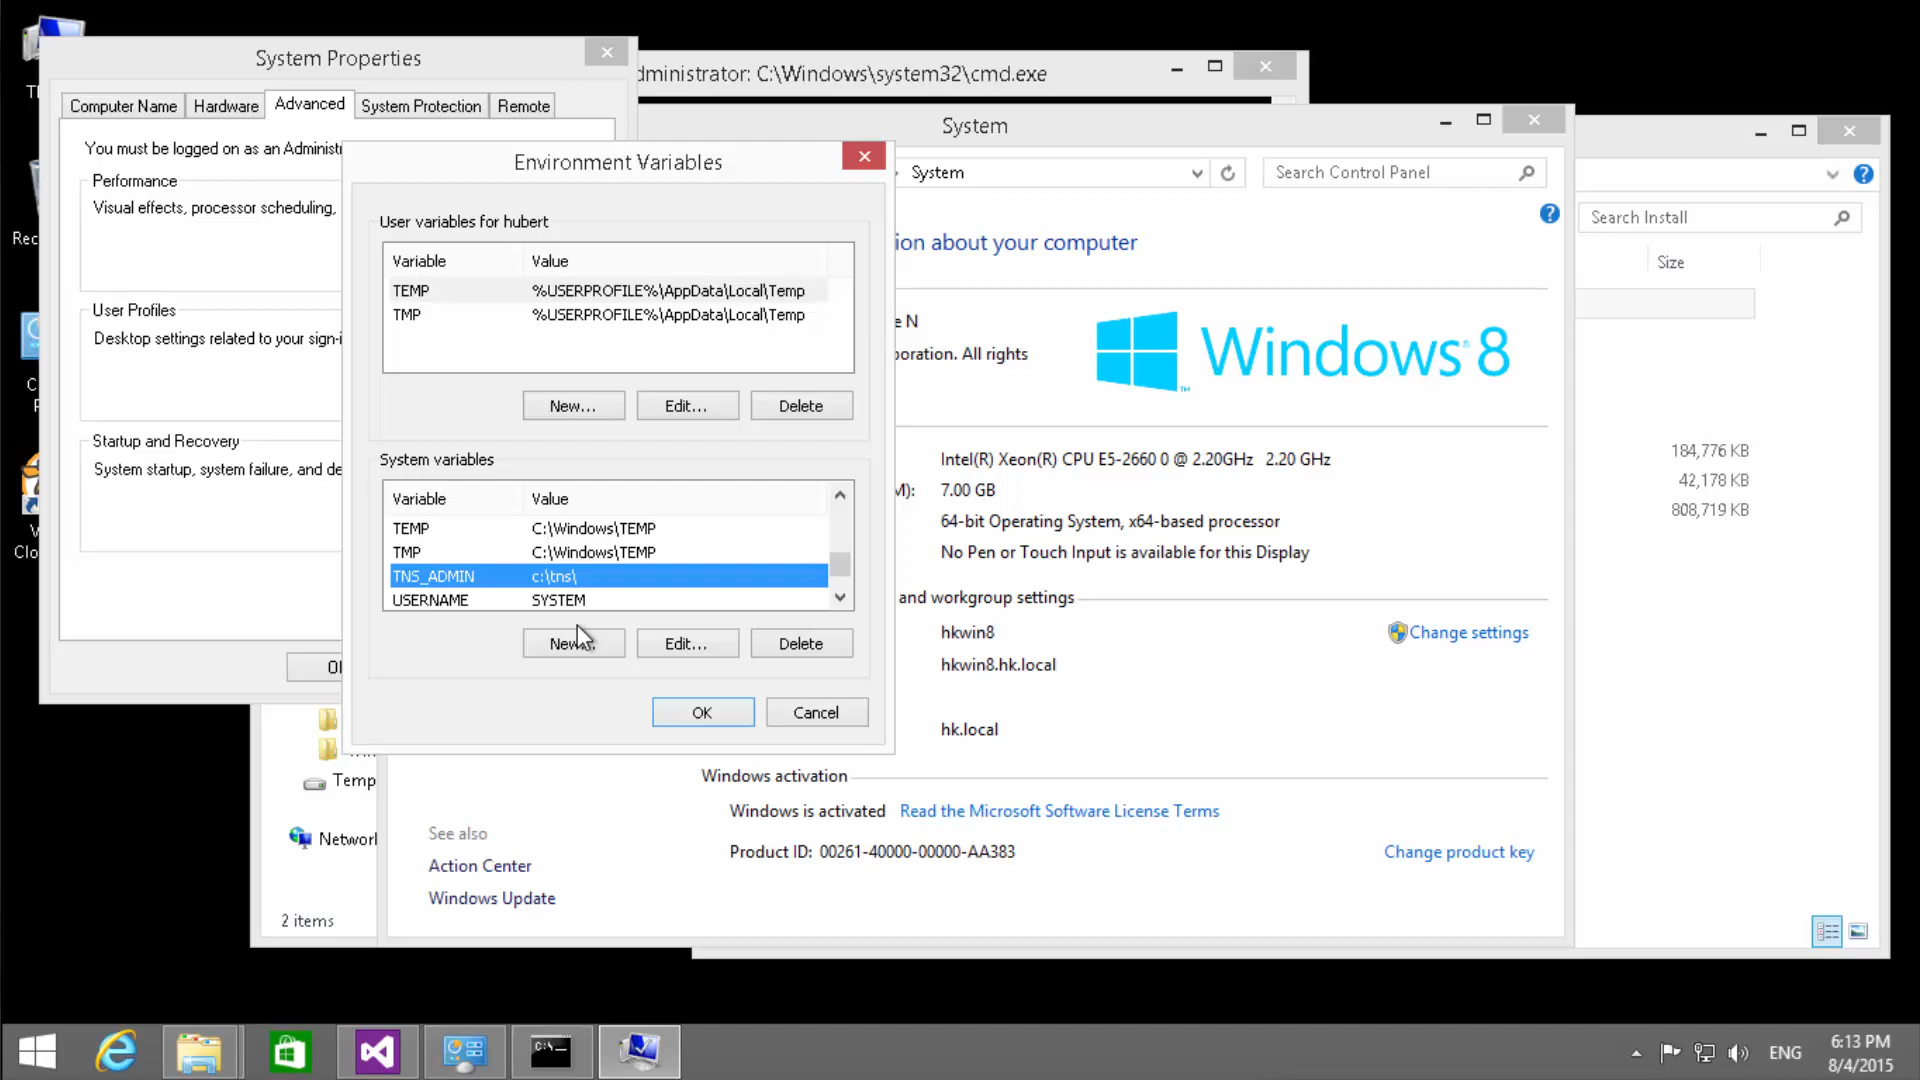 System Properties
Computer Name
Hardware
Advanced
System Protection
Remote
You must be logged on as an Administ
Performance
Visual effects, processor scheduling,
User Profiles
Desktop settings related to your sign-i
Startup and Recovery
System startup, system failure, and de
dministrator: C:\Windows\system32\cmd.exe
System
System
Search Control Panel
Search Install
Size
184,776 KB
42,178 KB
808,719 KB
Environment Variables
User variables for hubert
Variable Value
TEMP %USERPROFILE%\AppData\Local\Temp
TMP %USERPROFILE%\AppData\Local\Temp
New... Edit... Delete
System variables
Variable Value
TEMP C:\Windows\TEMP
TMP C:\Windows\TEMP
TNS_ADMIN c:\tns\
USERNAME SYSTEM
New... Edit... Delete
OK Cancel
ion about your computer
e N
poration. All rights
Windows 8
Intel(R) Xeon(R) CPU E5-2660 0 @ 2.20GHz 2.20 GHz
M): 7.00 GB
64-bit Operating System, x64-based processor
No Pen or Touch Input is available for this Display
and workgroup settings
hkwin8
Change settings
hkwin8.hk.local
hk.local
Windows activation
Windows is activated Read the Microsoft Software License Terms
Product ID: 00261-40000-00000-AA383
Change product key
See also
Action Center
Windows Update
Temp
Networl
2 items
Rec
Clo
C:\
ENG
6:13 PM
8/4/2015